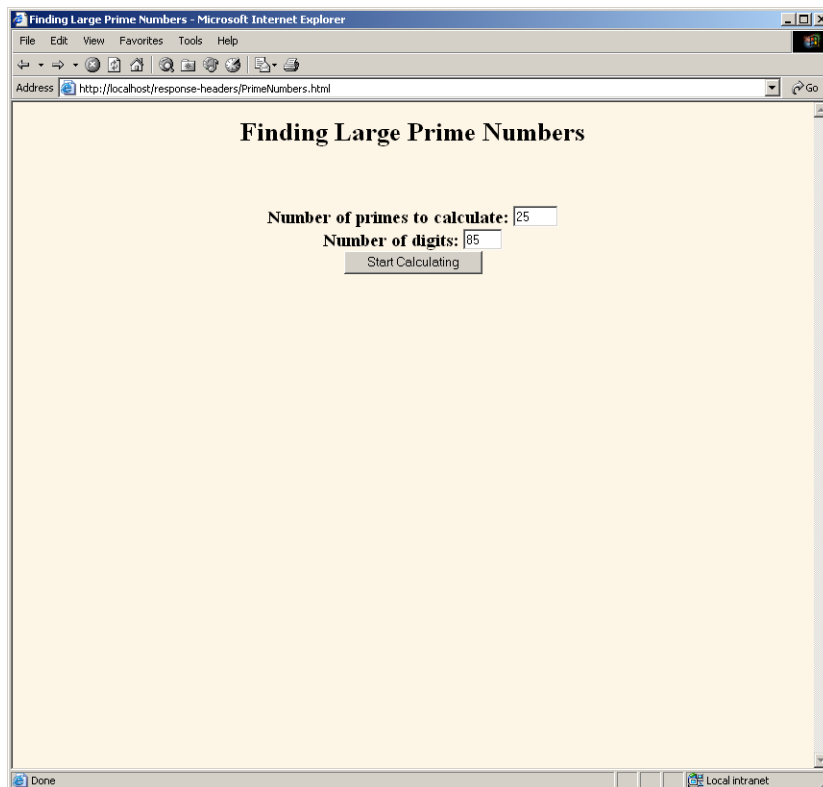 Finding Large Prime Numbers - Microsoft Internet Explorer
File Edit View Favorites Tools Help
Address http://localhost/response-headers/PrimeNumbers.html Go
Finding Large Prime Numbers
Number of primes to calculate: 25
Number of digits: 85
Start Calculating
Done Local intranet